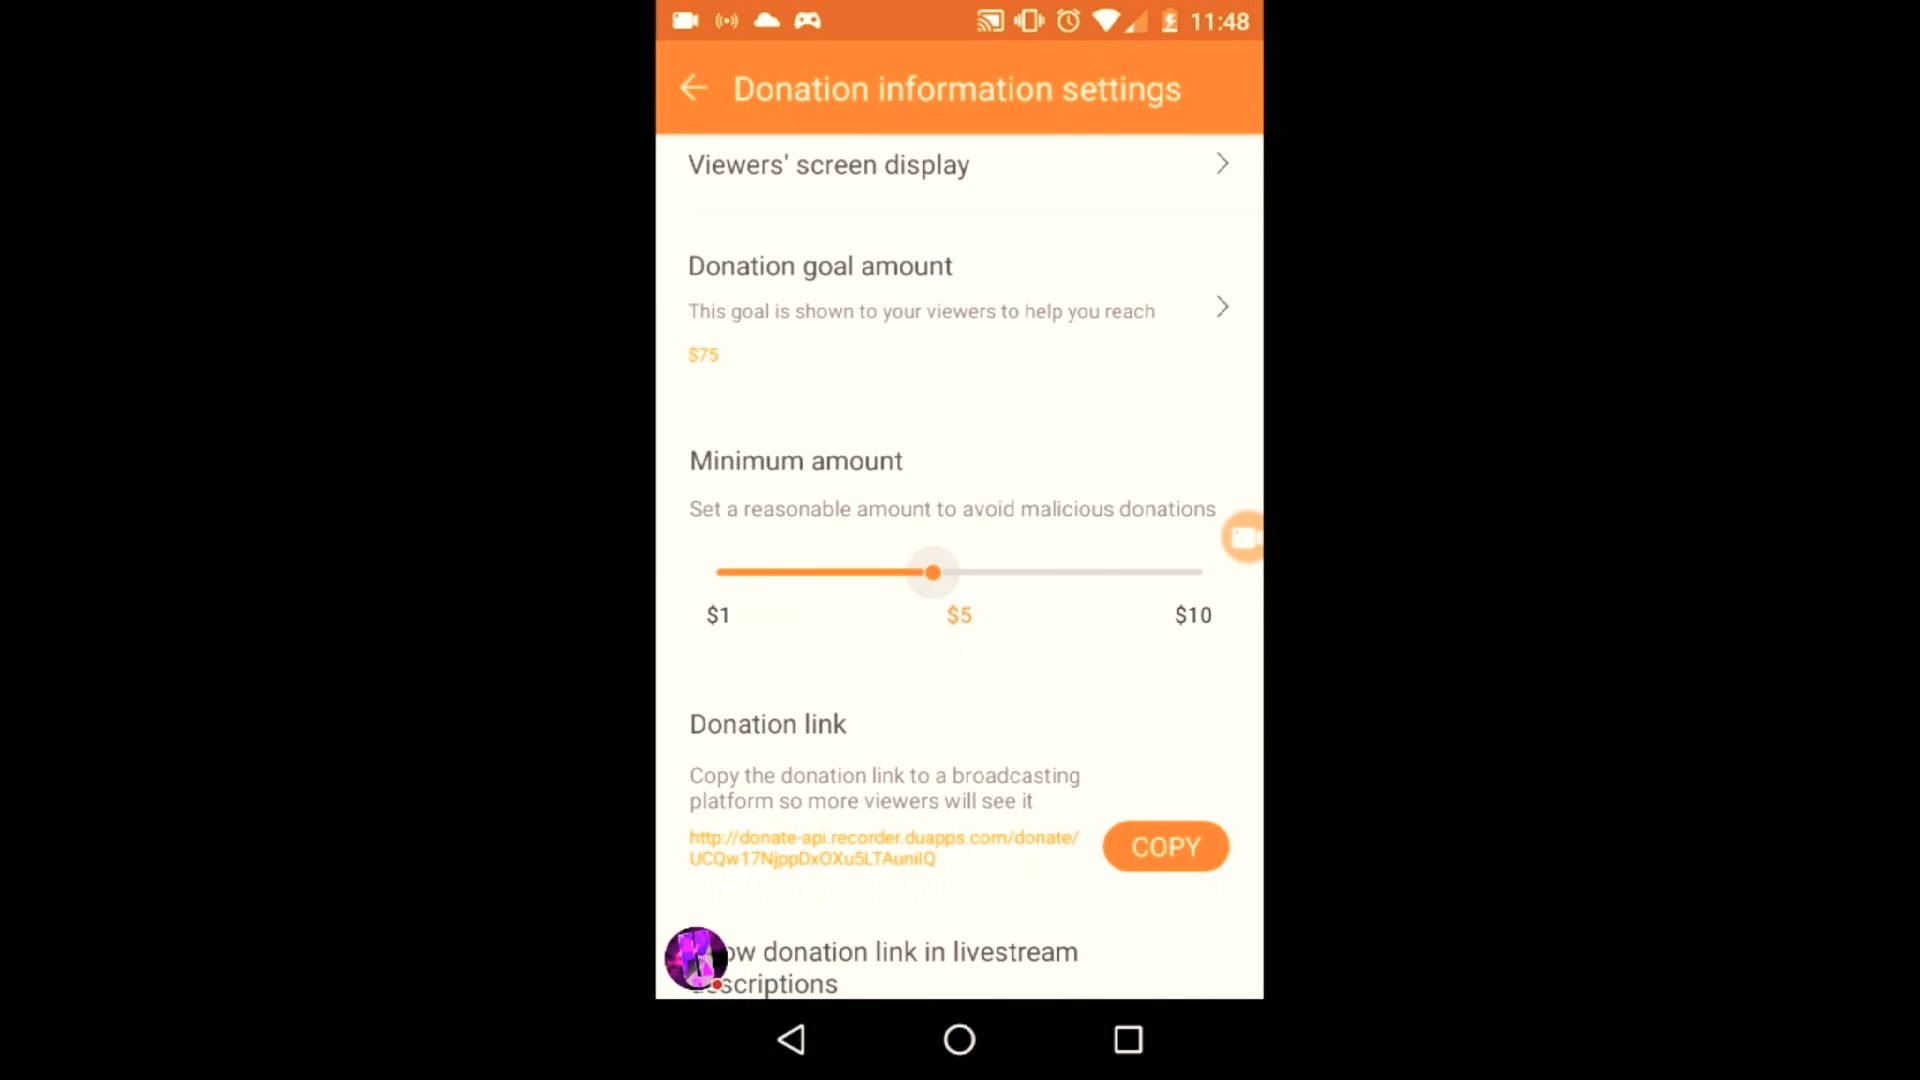 11:48
Donation information settings
Viewers' screen display
Donation goal amount
This goal is shown to your viewers to help you reach
$75
Minimum amount
Set a reasonable amount to avoid malicious donations
$1
$5
$10
Donation link
Copy the donation link to a broadcasting
platform so more viewers will see it
http://donate-api.recorder.duapps.com/donate/
UCQw17NjppDxOXu5LTAuniIQ
COPY
donation link in livestream